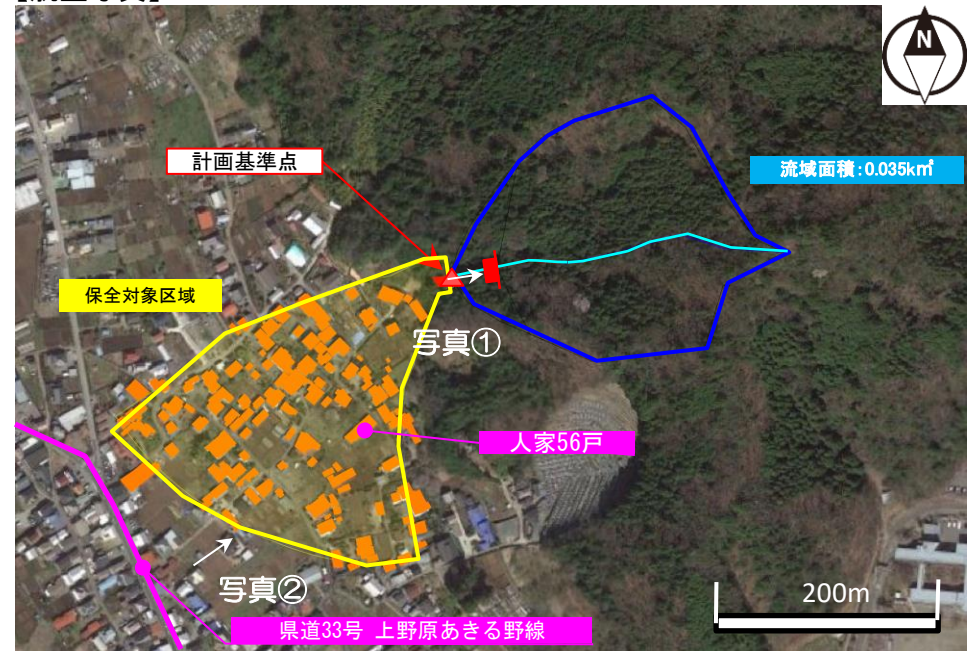 N
計画基準点
流域面積:0.035k㎡
保全対象区域
写真①
人家56戸
写真②
200m
県道33号 上野原あきる野線